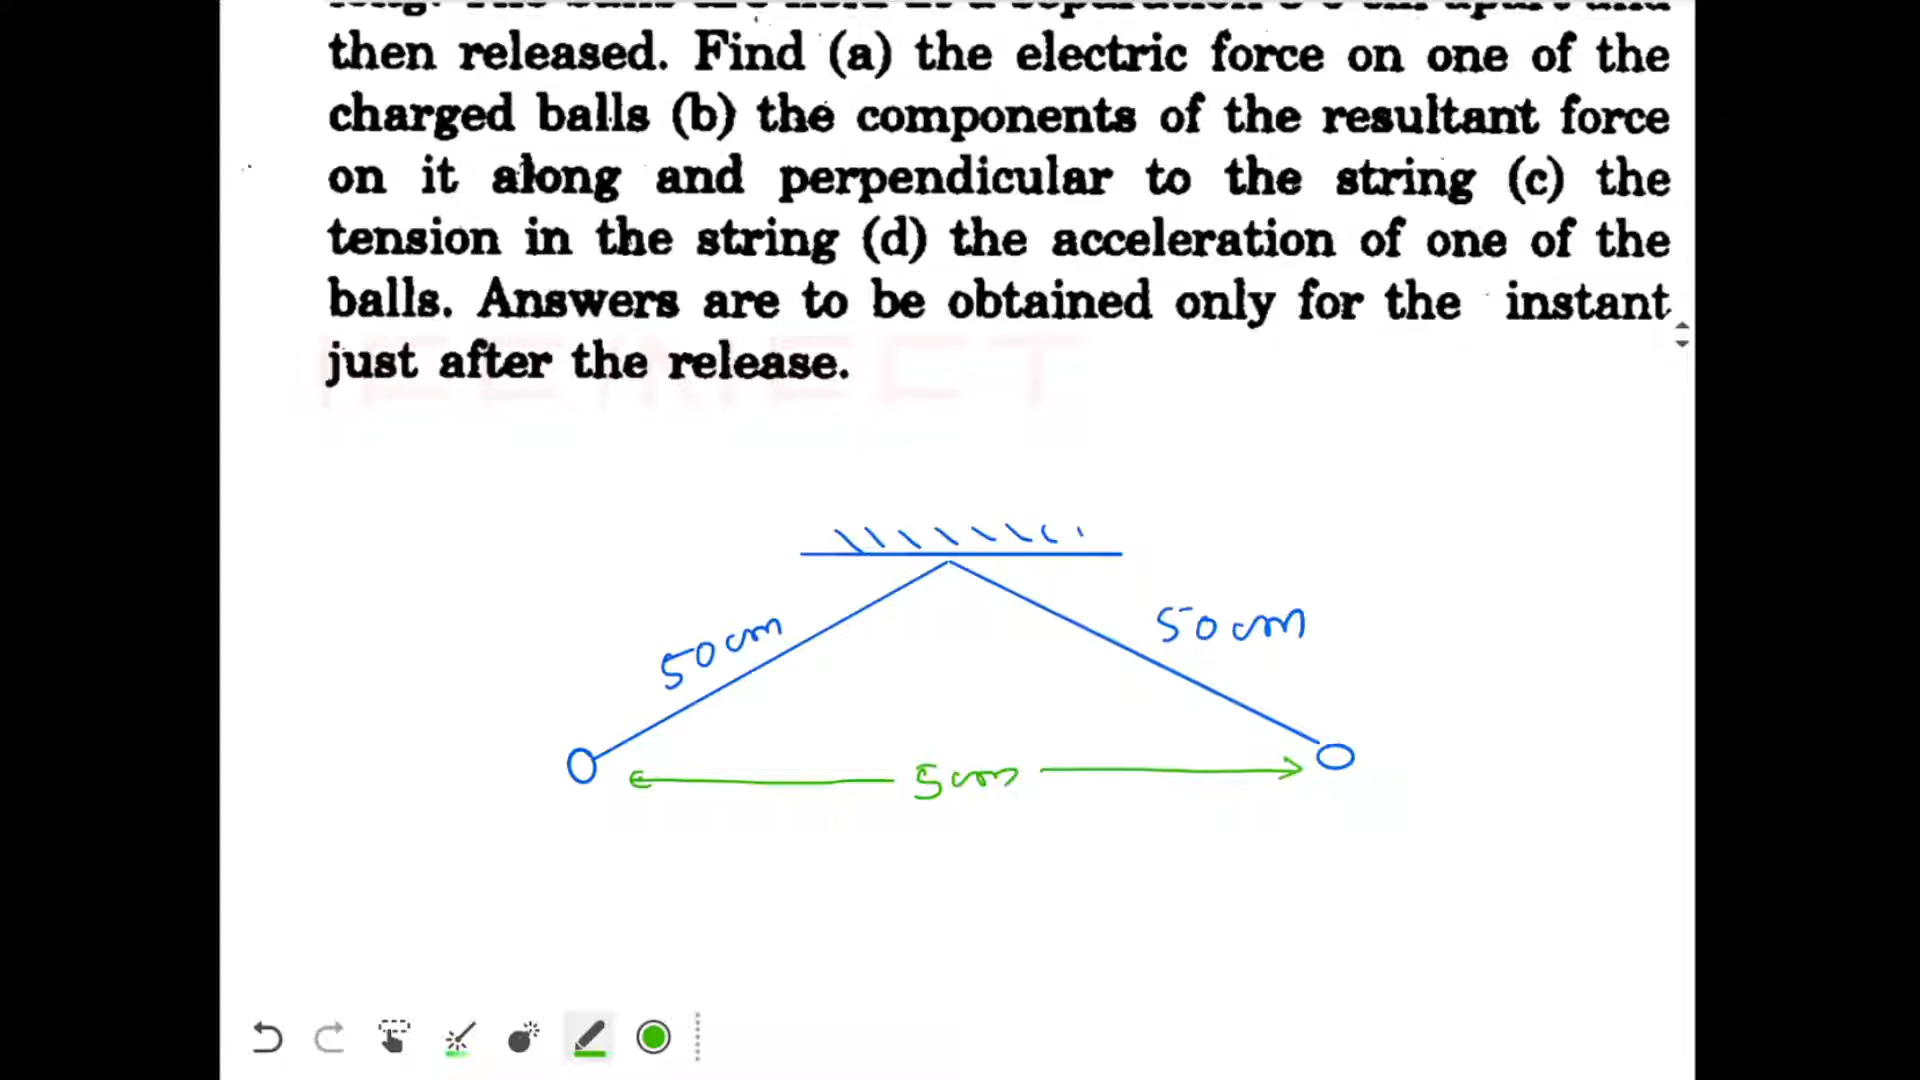 then released. Find (a) the electric force on one of the
charged balls (b) the components of the resultant force
on it along and perpendicular to the string (c) the
tension in the string (d) the acceleration of one of the
balls. Answers are to be obtained only for the instant
just after the release.
50 cm
50 cm
5 cm